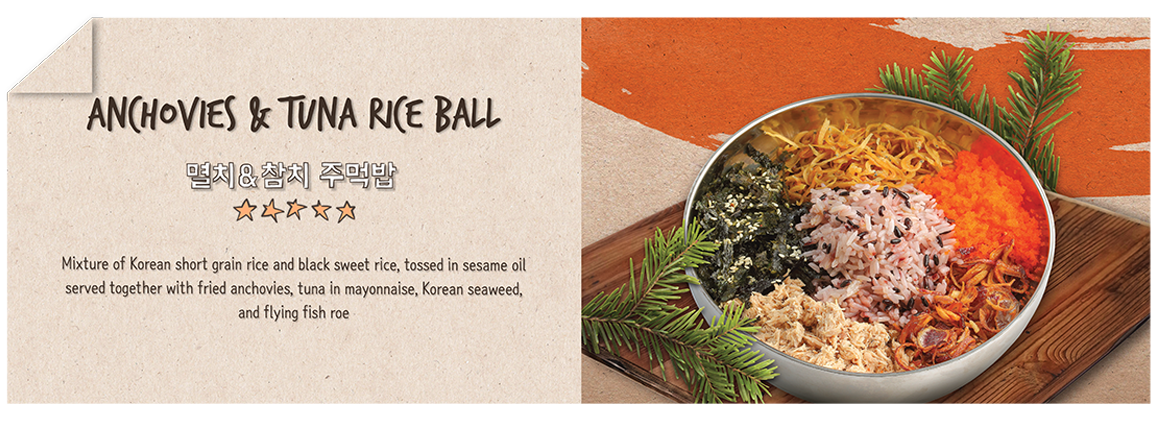 ANCHOVIES & TUNA RICE BALL
멸치&참치 주먹밥
Mixture of Korean short grain rice and black sweet rice, tossed in sesame oil
served together with fried anchovies, tuna in mayonnaise, Korean seaweed,
and flying fish roe